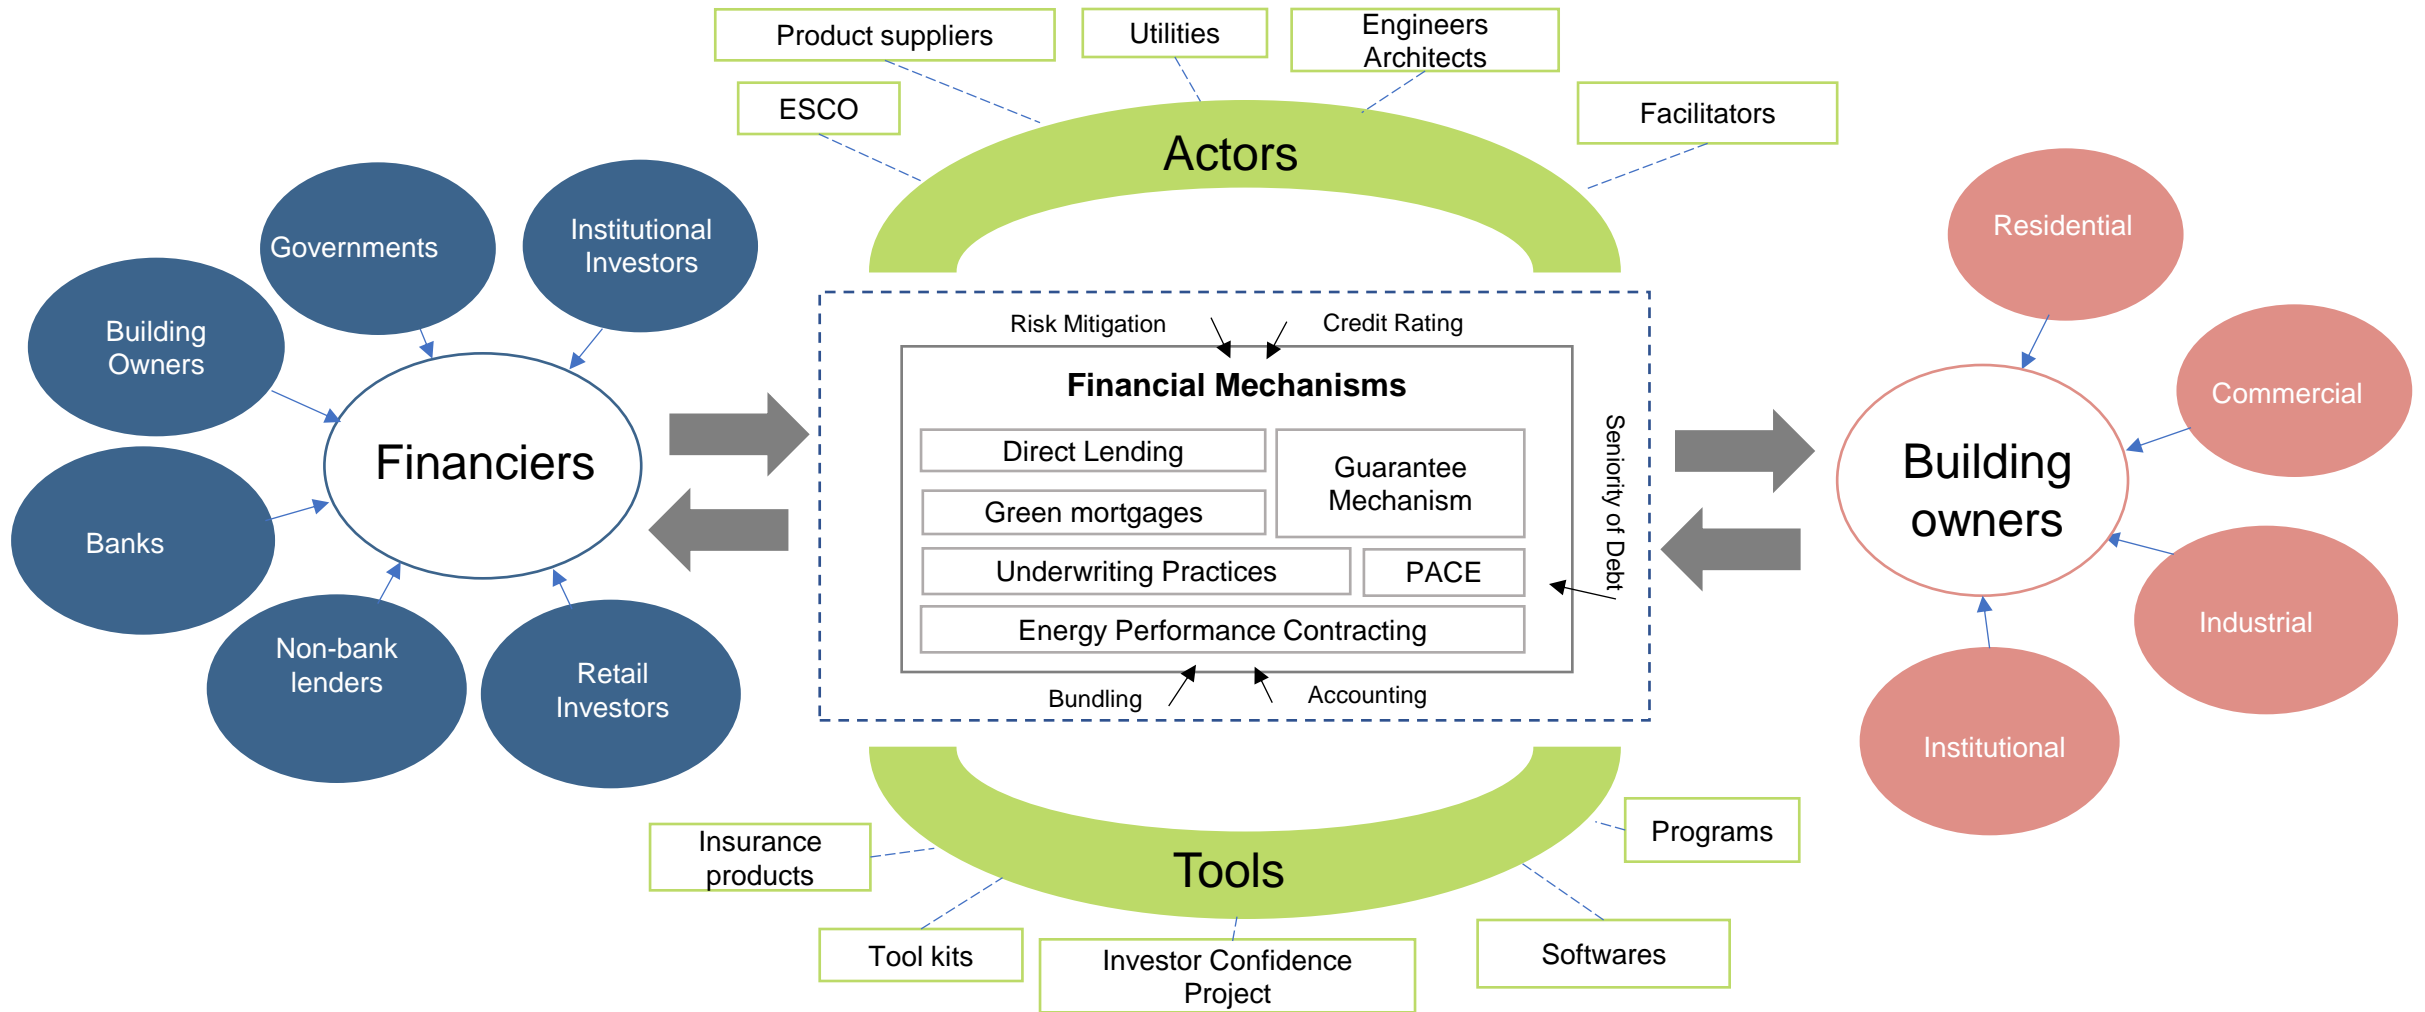 Product suppliers
Utilities
Engineers
Architects
ESCO
Facilitators
Actors
Governments
Institutional
Investors
Building
Owners
Financiers
Banks
Non-bank
lenders
Retail
Investors
Risk Mitigation
Credit Rating
Financial Mechanisms
Direct Lending
Guarantee
Mechanism
Green mortgages
Underwriting Practices
PACE
Energy Performance Contracting
Seniority of Debt
Bundling
Accounting
Residential
Commercial
Building
owners
Industrial
Institutional
Tools
Insurance
products
Tool kits
Investor Confidence
Project
Softwares
Programs